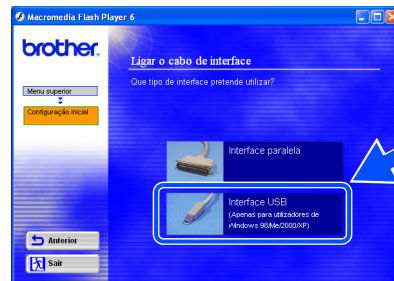 Macromedia Flash Player 6
brother.
Ligar o cabo de interface
Que tipo de interface pretende utilizar?
Menu superior
Configuração inicial
Interface paralela
Interface USB
(Apenas para utilizadores de
Windows 98/Me/2000/XP)
Anterior
Sair